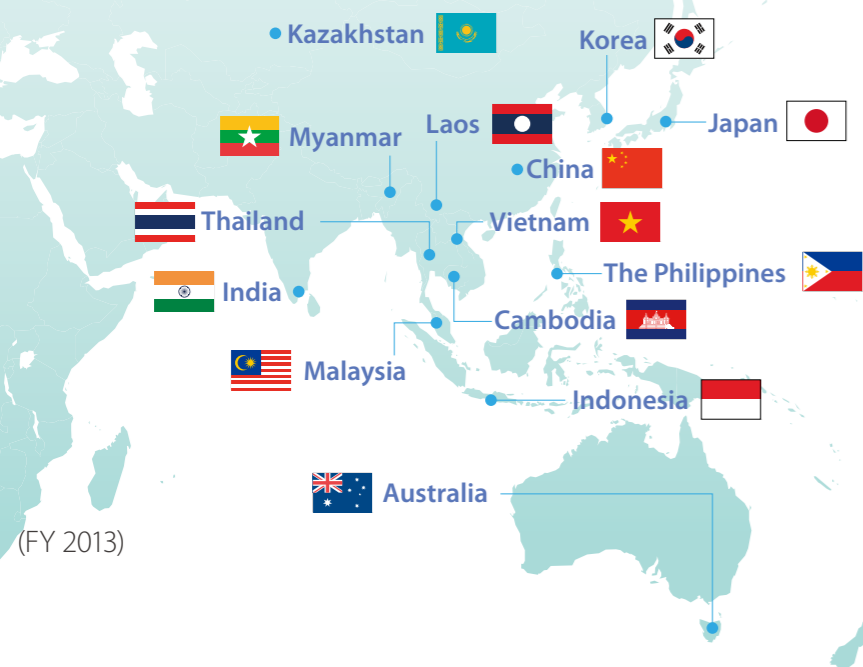 Kazakhstan
Korea
Laos
Japan
Myanmar
China
Thailand
Vietnam
The Philippines
India
Cambodia
Malaysia
Indonesia
Australia
(FY 2013)